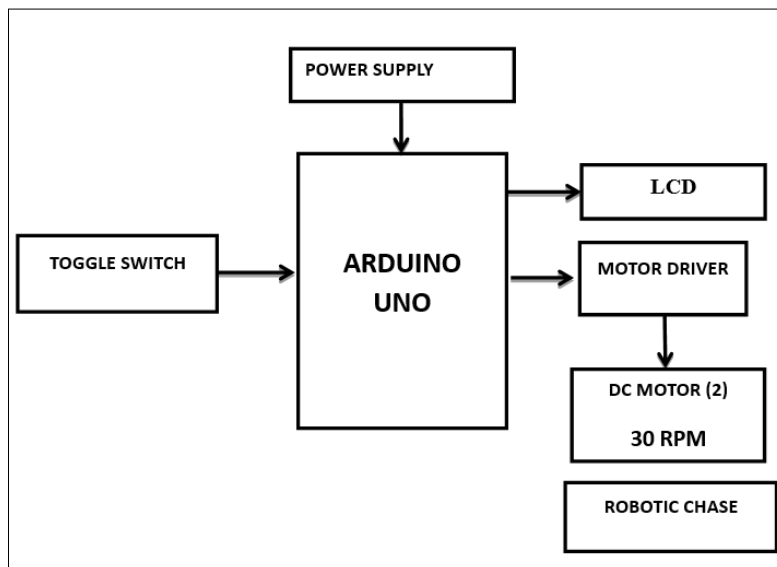 POWER SUPPLY
LCD
TOGGLE SWITCH
ARDUINO
UNO
MOTOR DRIVER
DC MOTOR (2)
30 RPM
ROBOTIC CHASE